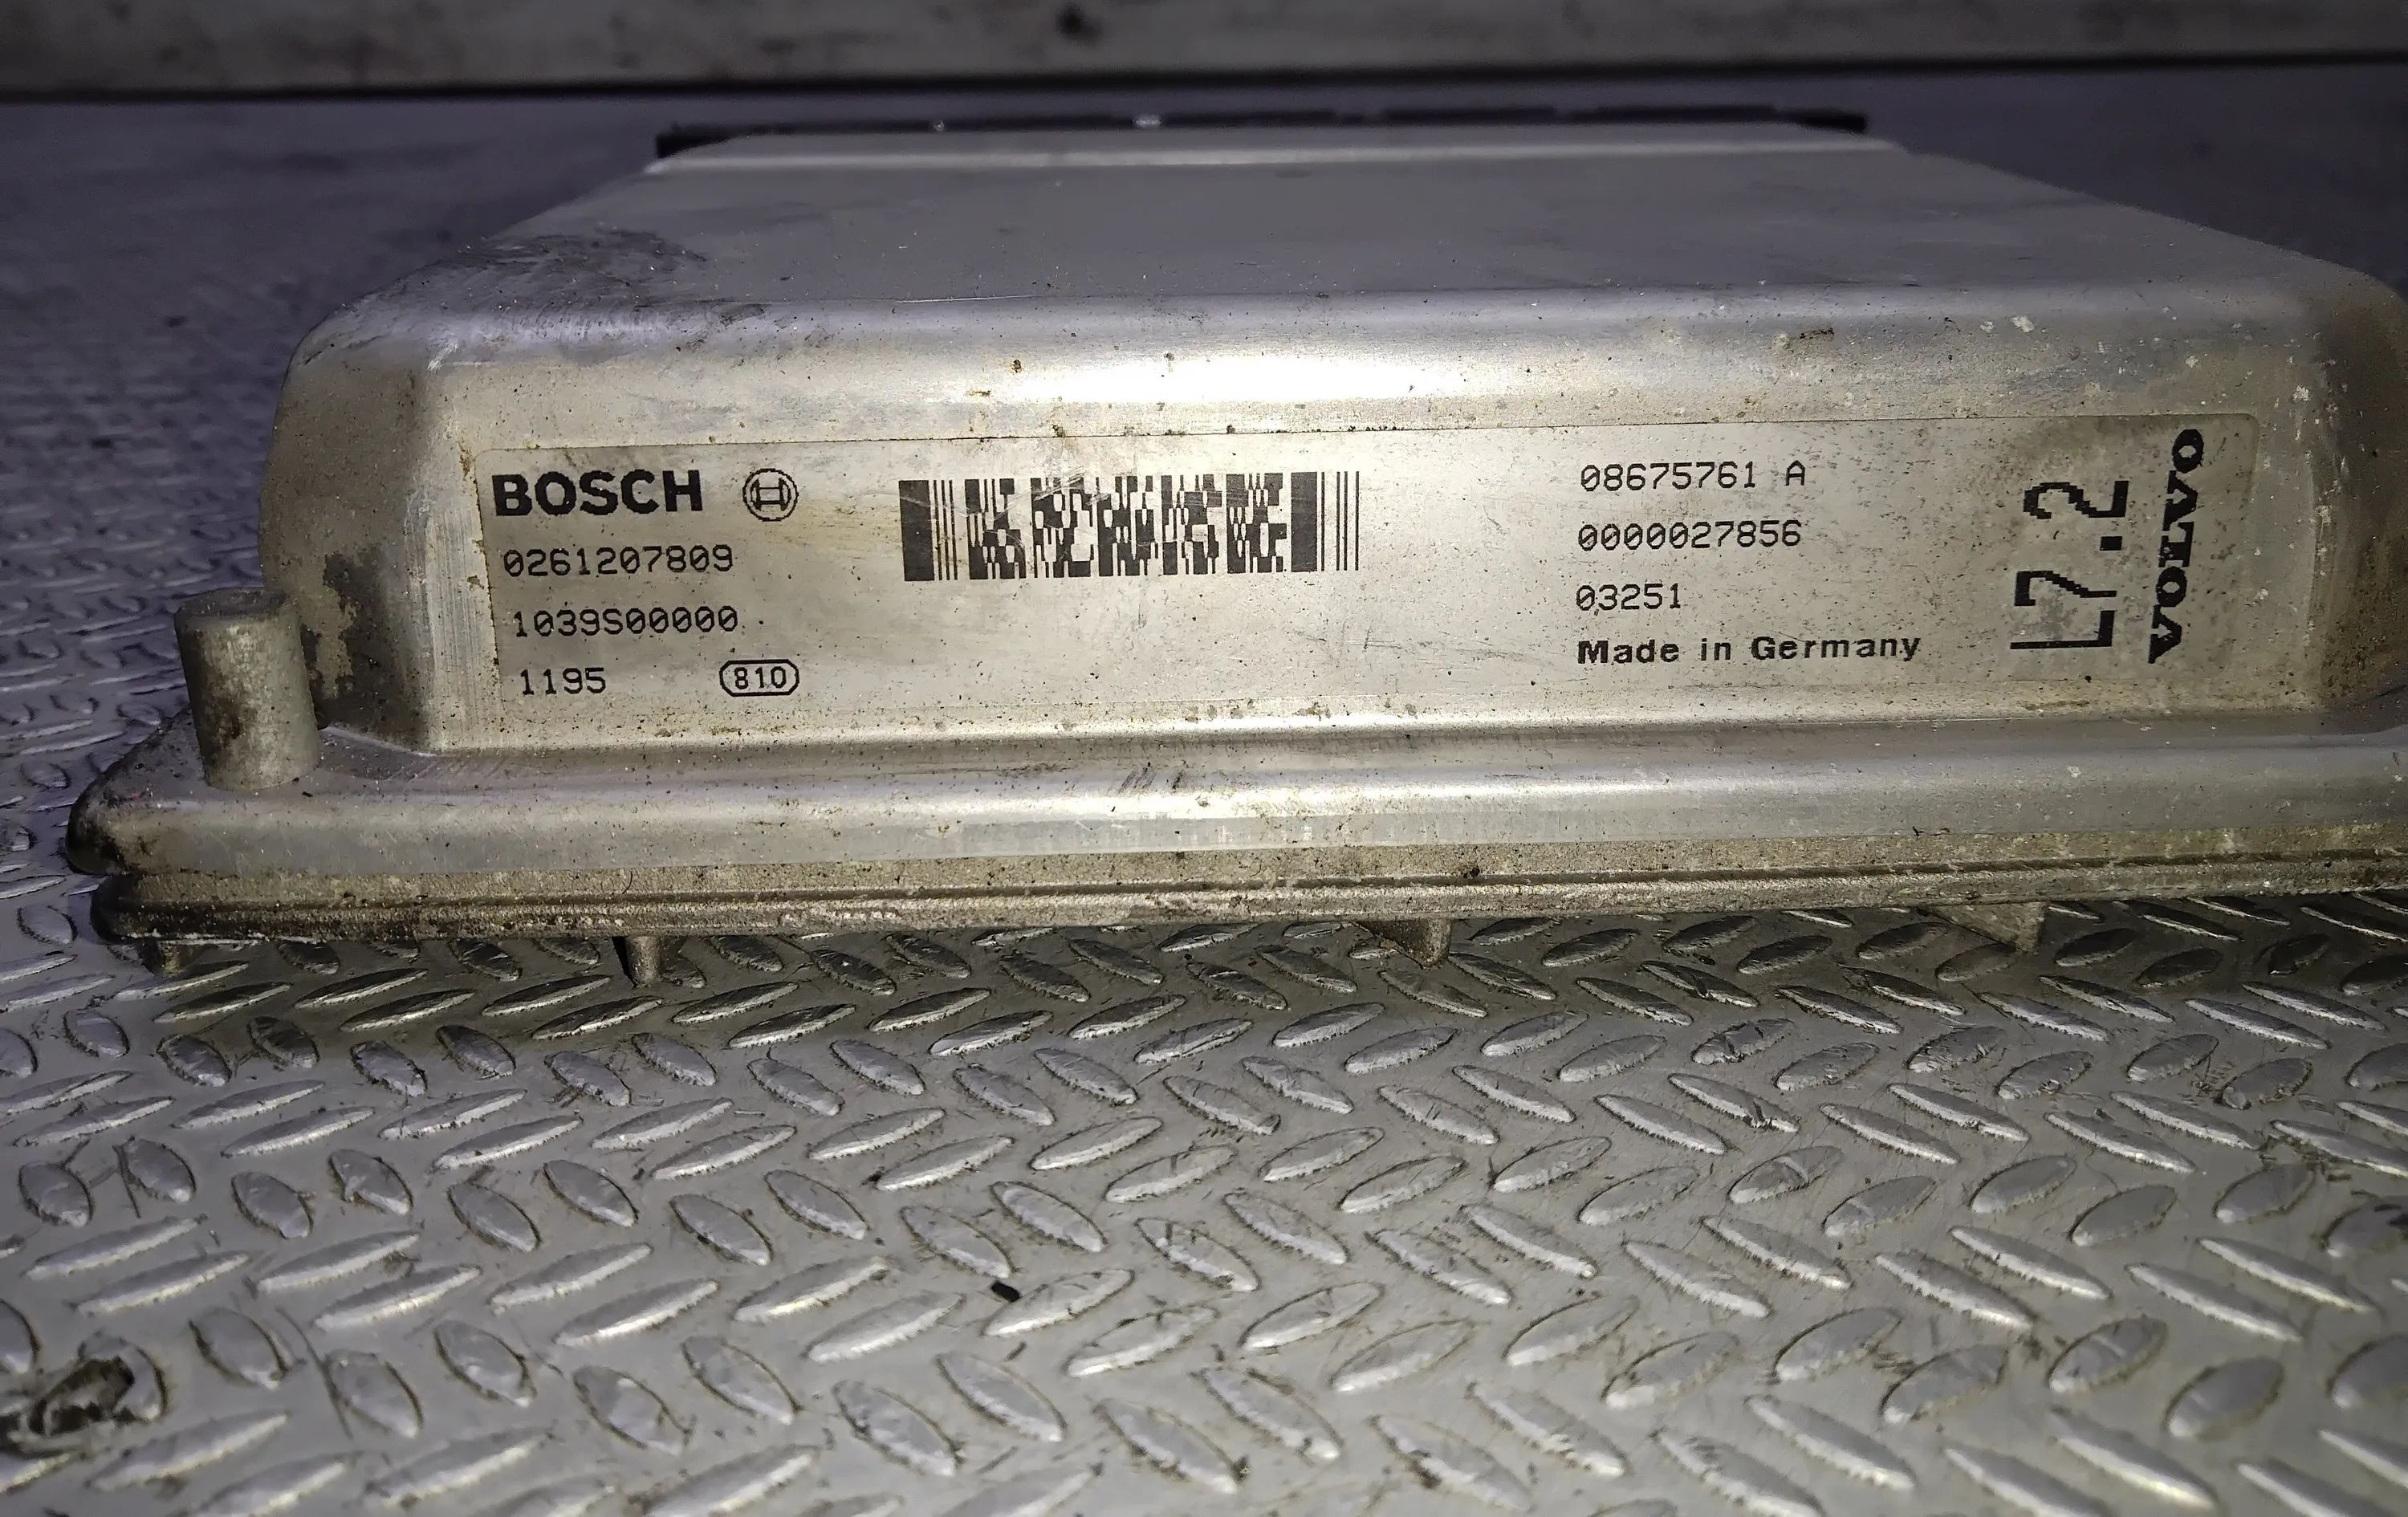 BOSCH
0261207809
1039S00000
1195 810
08675761 A
0000027856
03251
Made in Germany
L7.2
VOLVO